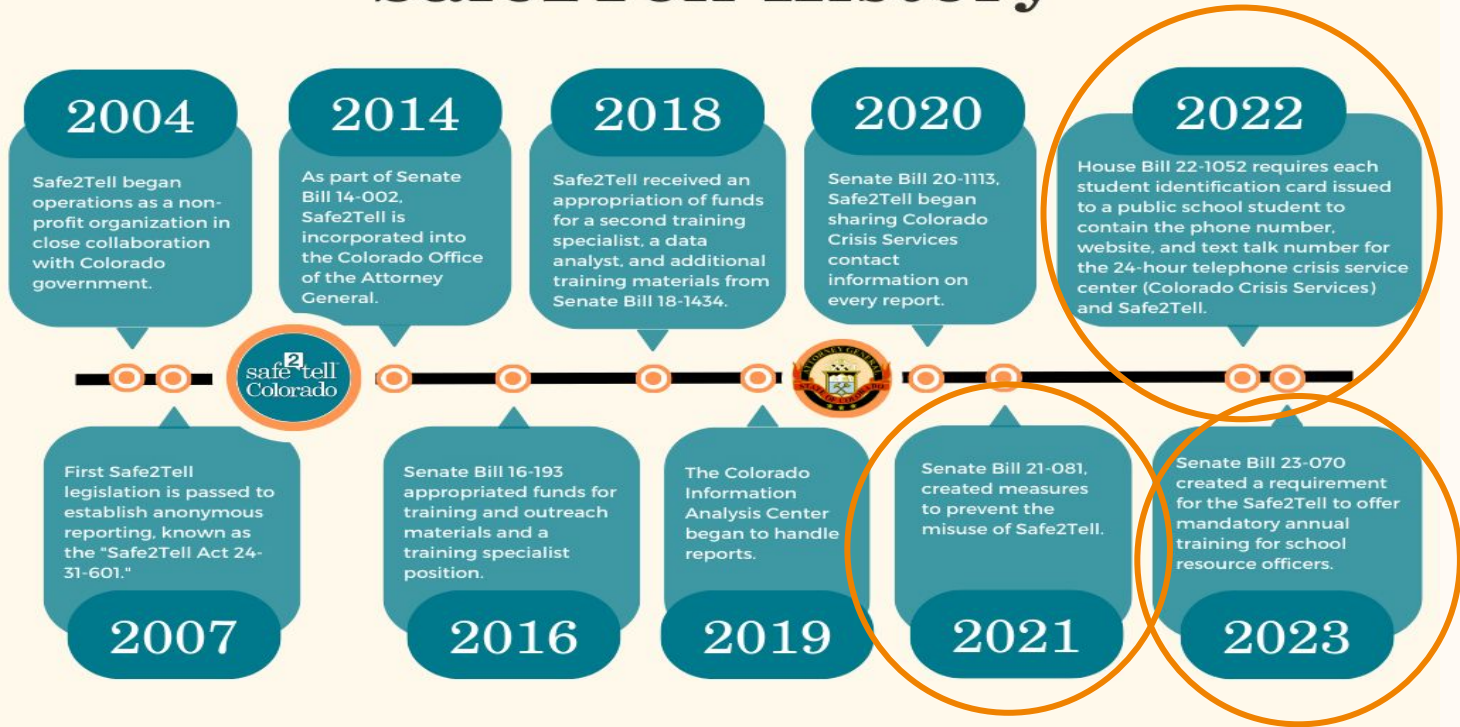 Safe2Tell History
2004
Safe2Tell began
operations as a non-
profit organization in
close collaboration
with Colorado
government.
2014
As part of Senate
Bill 14-002,
Safe2Tell is
incorporated into
the Colorado Office
of the Attorney
General.
2018
Safe2Tell received an
appropriation of funds
for a second training
specialist, a data
analyst, and additional
training materials from
Senate Bill 18-1434.
2020
Senate Bill 20-1113,
Safe2Tell began
sharing Colorado
Crisis Services
contact
information on
every report.
2022
House Bill 22-1052 requires each
student identification card issued
to a public school student to
contain the phone number,
website, and text talk number for
the 24-hour telephone crisis service
center (Colorado Crisis Services)
and Safe2Tell.
safe2tell
Colorado
ATTORNEY GENERAL
STATE OF COLORADO
First Safe2Tell
legislation is passed to
establish anonymous
reporting, known as
the "Safe2Tell Act 24-
31-601."
2007
Senate Bill 16-193
appropriated funds for
training and outreach
materials and a
training specialist
position.
2016
The Colorado
Information
Analysis Center
began to handle
reports.
2019
Senate Bill 21-081,
created measures
to prevent the
misuse of Safe2Tell.
2021
Senate Bill 23-070
created a requirement
for the Safe2Tell to offer
mandatory annual
training for school
resource officers.
2023